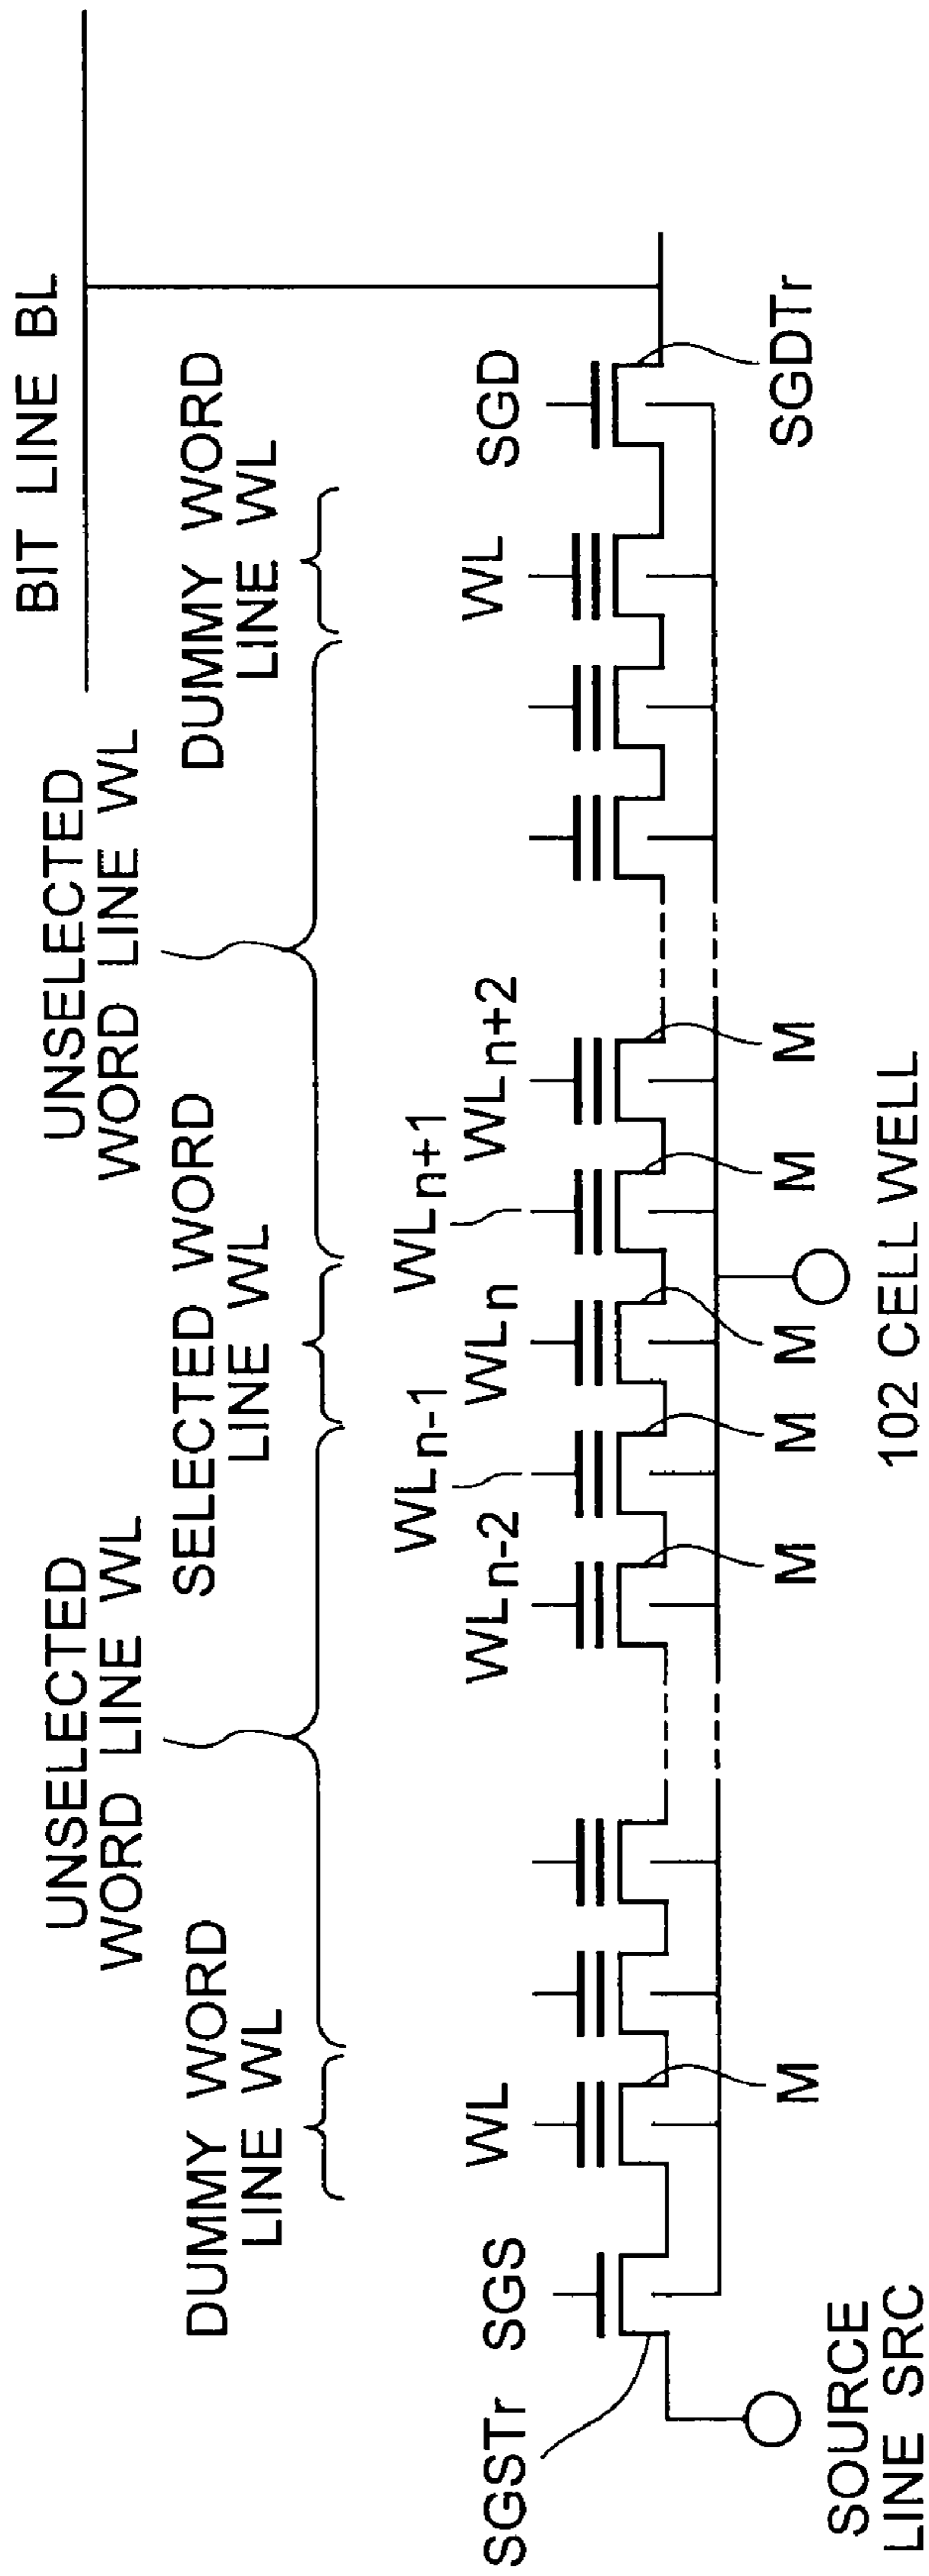 BIT LINE BL
UNSELECTED
WORD LINE WL
UNSELECTED
WORD LINE WL
DUMMY WORD
LINE WL
SELECTED WORD
LINE WL
DUMMY WORD
LINE WL
WLn-1
WLn+1
SGSTr
SGS
WL
WLn-2
WLn
WLn+2
WL
SGD
M
M
M
M
M
M
SGDTr
SOURCE
LINE SRC
102 CELL WELL